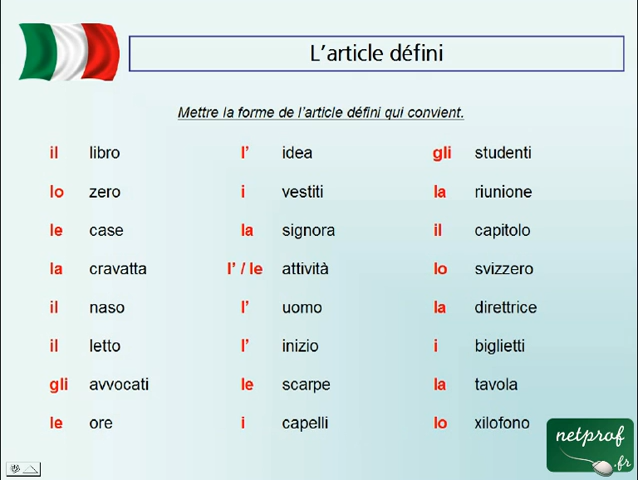 L'article défini
Mettre la forme de l'article défini qui convient.
il libro l' idea gli studenti
lo zero i vestiti la riunione
le case la signora il capitolo
la cravatta l' / le attività lo svizzero
il naso l' uomo la direttrice
il letto l' inizio i biglietti
gli avvocati le scarpe la tavola
le ore i capelli lo xilofono
netprof
.fr